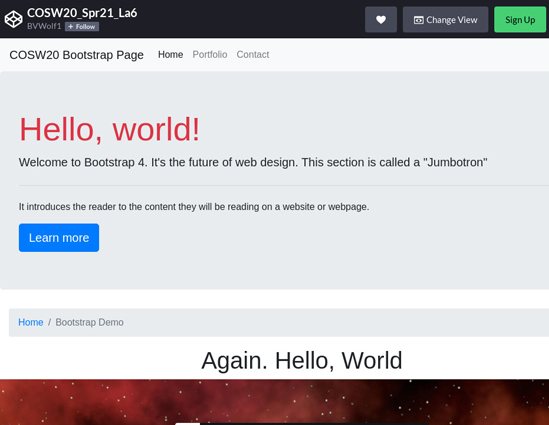 COSW20_Spr21_La6
BVWolf1 + Follow
Change View
Sign Up
COSW20 Bootstrap Page Home Portfolio Contact
Hello, world!
Welcome to Bootstrap 4. It's the future of web design. This section is called a "Jumbotron"
It introduces the reader to the content they will be reading on a website or webpage.
Learn more
Home / Bootstrap Demo
Again. Hello, World